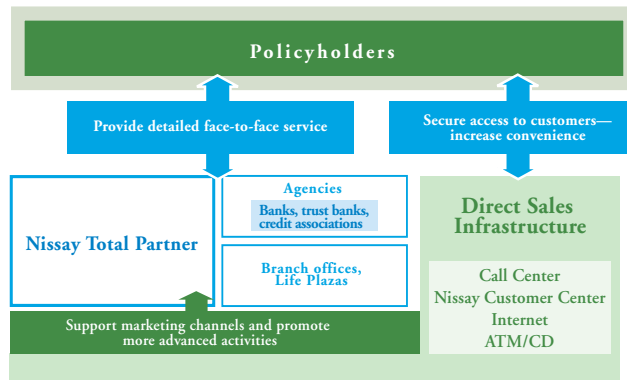 Policyholders
Provide detailed face-to-face service
Secure access to customers—
increase convenience
Nissay Total Partner
Agencies
Banks, trust banks,
credit associations
Branch offices,
Life Plazas
Support marketing channels and promote
more advanced activities
Direct Sales
Infrastructure
Call Center
Nissay Customer Center
Internet
ATM/CD